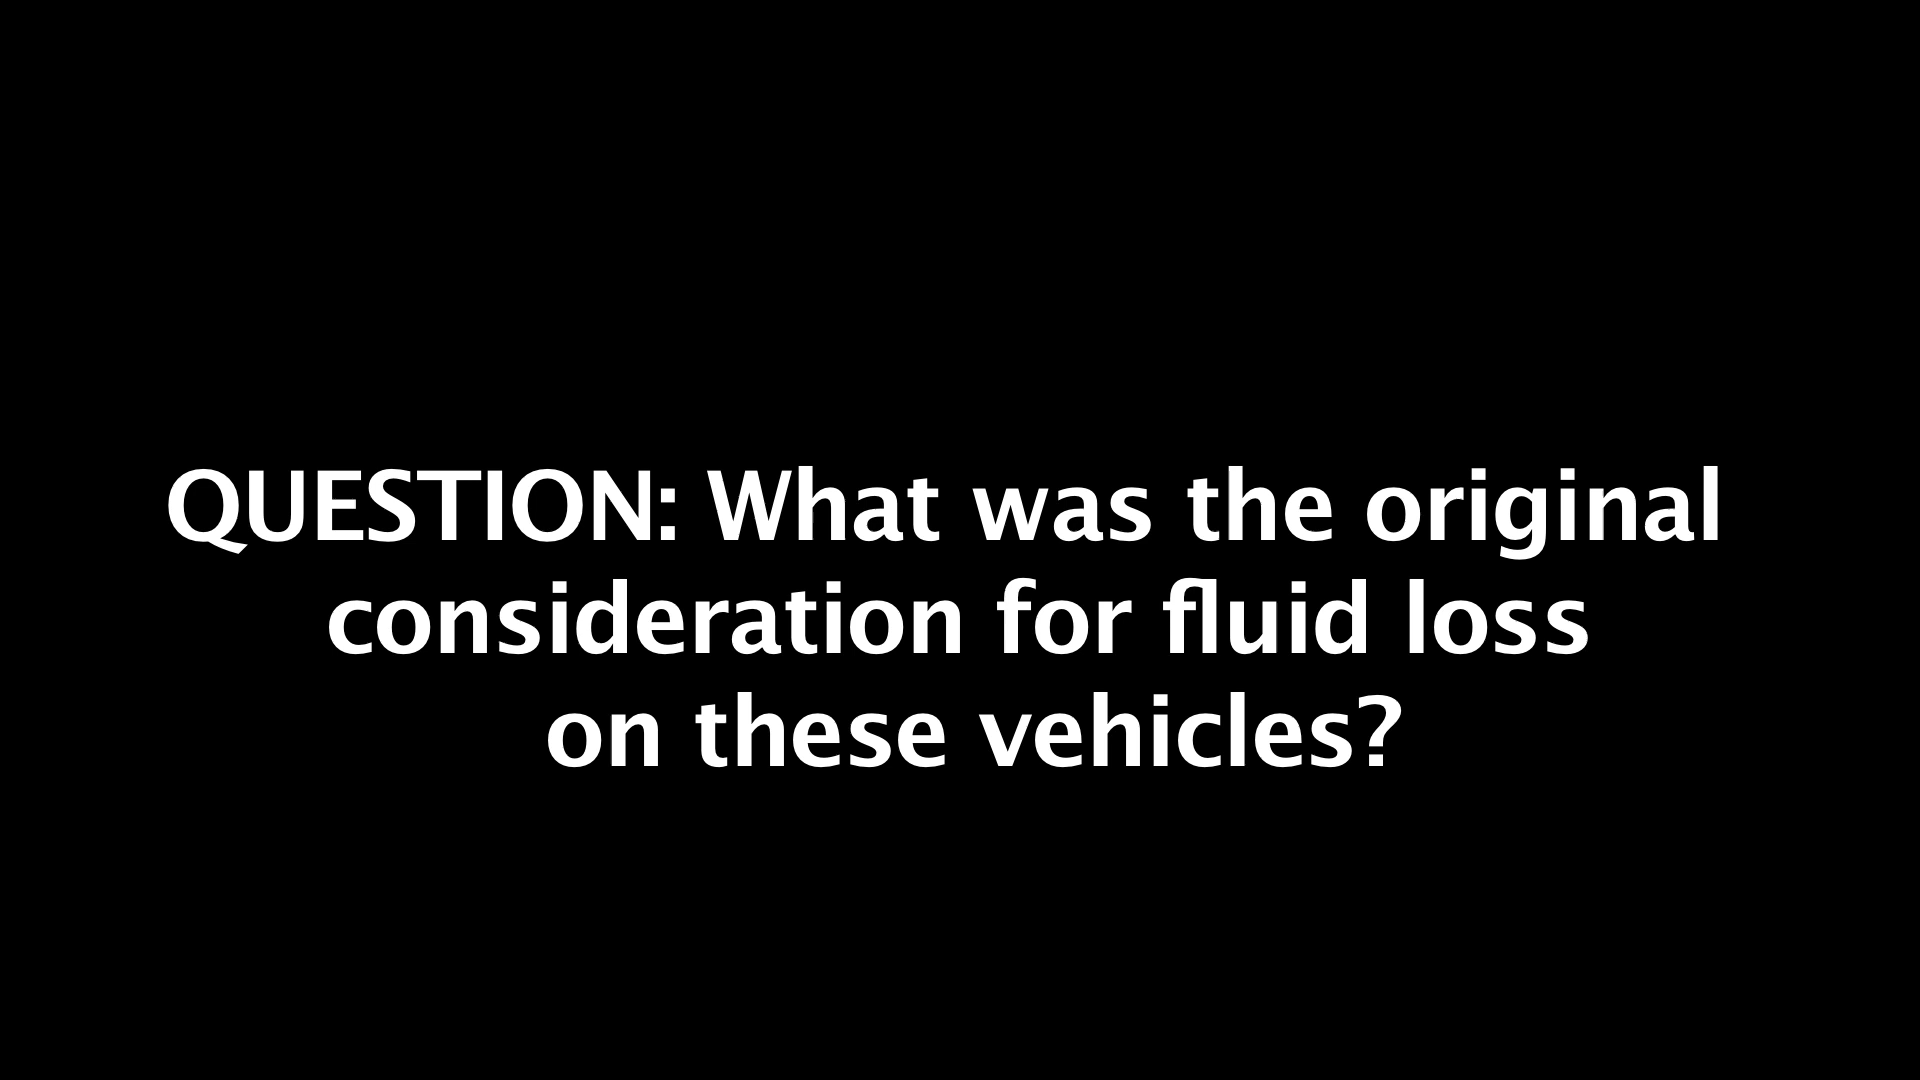 QUESTION: What was the original
consideration for fluid loss
on these vehicles?